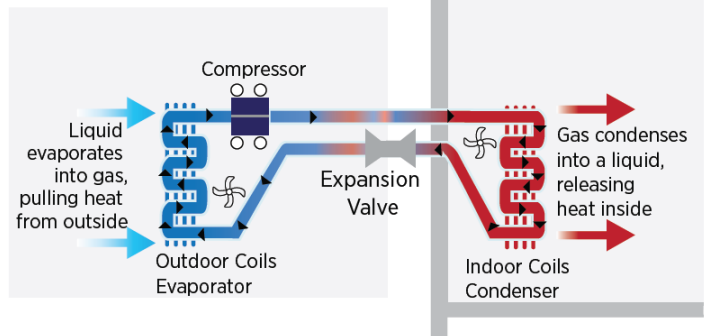 Compressor
Liquid
evaporates
into gas,
pulling heat
from outside
Expansion
Valve
Gas condenses
into a liquid,
releasing
heat inside
Outdoor Coils
Evaporator
Indoor Coils
Condenser